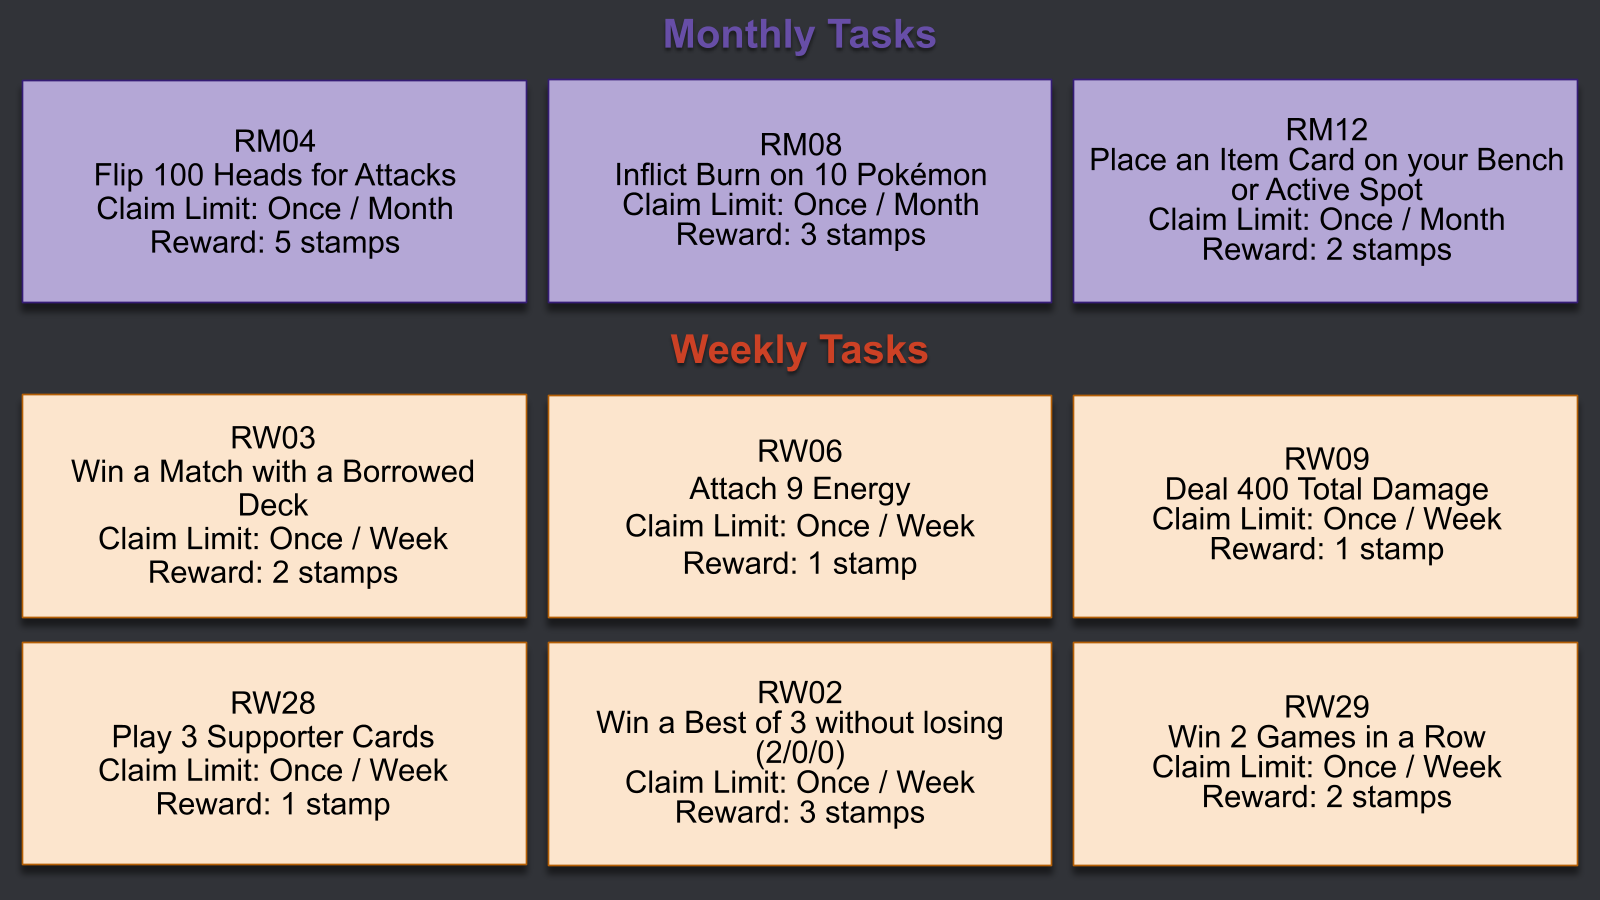 Monthly Tasks
RM04
Flip 100 Heads for Attacks
Claim Limit: Once / Month
Reward: 5 stamps
RM08
Inflict Burn on 10 Pokémon
Claim Limit: Once / Month
Reward: 3 stamps
RM12
Place an Item Card on your Bench
or Active Spot
Claim Limit: Once / Month
Reward: 2 stamps
Weekly Tasks
RW03
Win a Match with a Borrowed
Deck
Claim Limit: Once / Week
Reward: 2 stamps
RW06
Attach 9 Energy
Claim Limit: Once / Week
Reward: 1 stamp
RW09
Deal 400 Total Damage
Claim Limit: Once / Week
Reward: 1 stamp
RW28
Play 3 Supporter Cards
Claim Limit: Once / Week
Reward: 1 stamp
RW02
Win a Best of 3 without losing
(2/0/0)
Claim Limit: Once / Week
Reward: 3 stamps
RW29
Win 2 Games in a Row
Claim Limit: Once / Week
Reward: 2 stamps